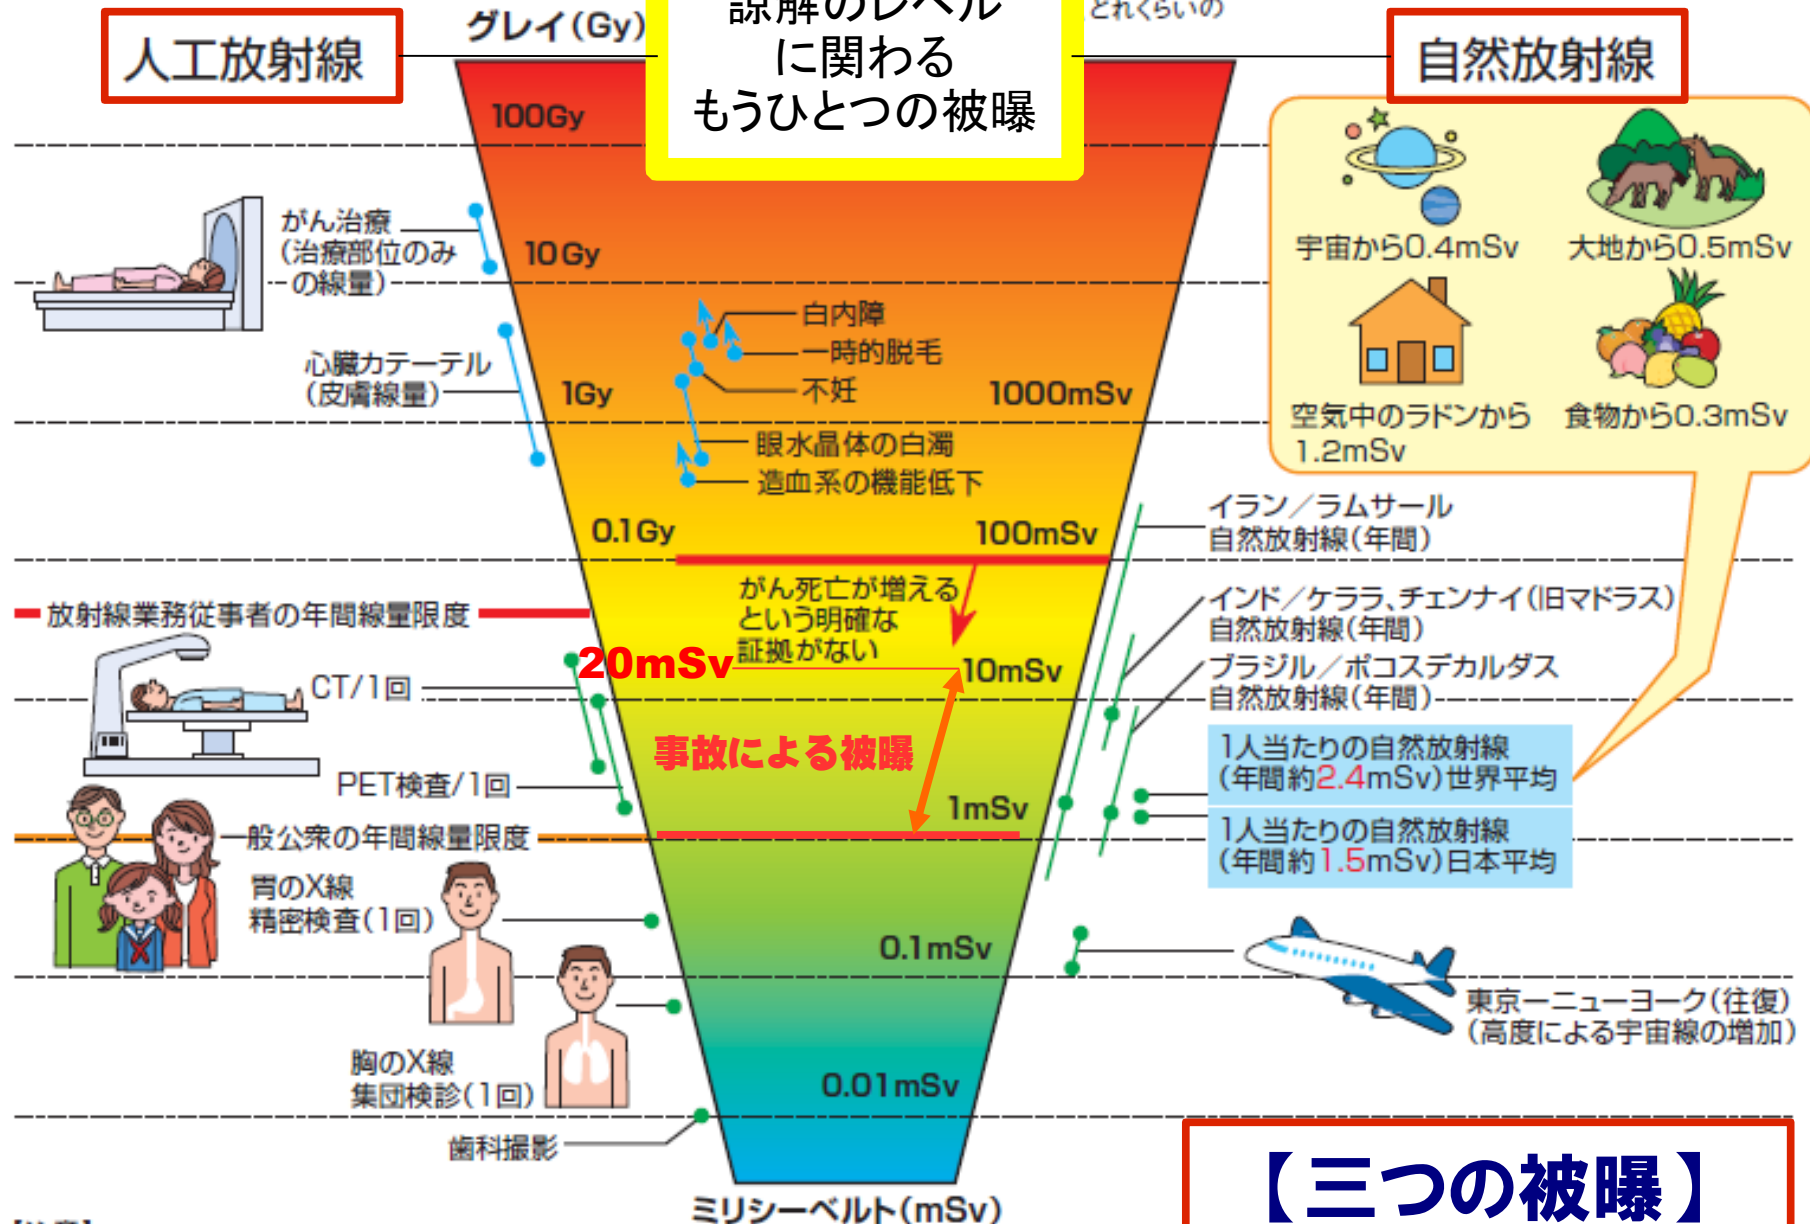 諒解のレベル
に関わる
もうひとつの被曝
どれくらいの
人工放射線
グレイ(Gy)
自然放射線
100Gy
がん治療
(治療部位のみ
の線量)
10Gy
宇宙から0.4mSv
大地から0.5mSv
空気中のラドンから
1.2mSv
食物から0.3mSv
心臓カテーテル
(皮膚線量)
1Gy
白内障
一時的脱毛
不妊
1000mSv
眼水晶体の白濁
造血系の機能低下
0.1Gy
100mSv
イラン/ラムサール
自然放射線(年間)
がん死亡が増える
という明確な
証拠がない
放射線業務従事者の年間線量限度
インド/ケララ、チェンナイ(旧マドラス)
自然放射線(年間)
20mSv
10mSv
CT/1回
ブラジル/ポコスデカルダス
自然放射線(年間)
事故による被曝
1人当たりの自然放射線
(年間約2.4mSv)世界平均
PET検査/1回
1mSv
一般公衆の年間線量限度
1人当たりの自然放射線
(年間約1.5mSv)日本平均
胃のX線
精密検査(1回)
0.1mSv
東京ーニューヨーク(往復)
(高度による宇宙線の増加)
胸のX線
集団検診(1回)
0.01mSv
歯科撮影
ミリシーベルト(mSv)
【三つの被曝】